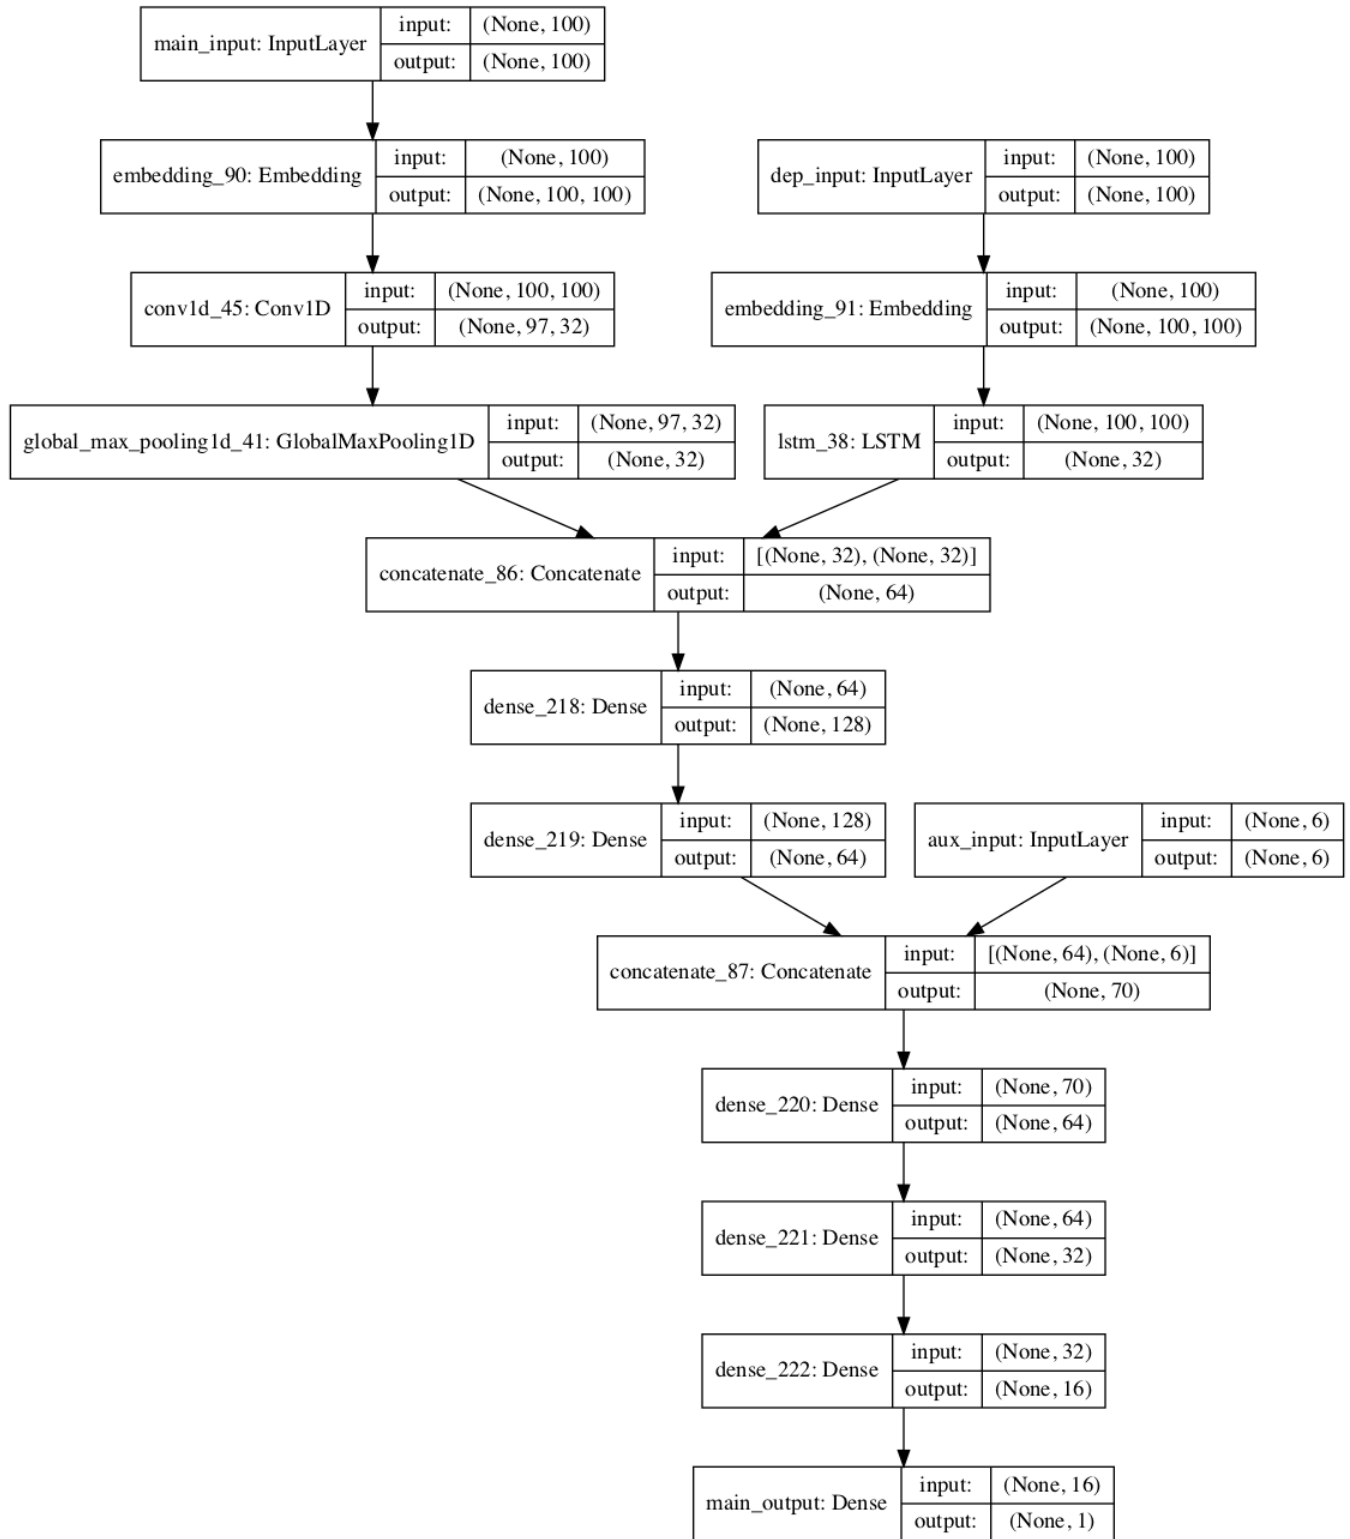 main_input: InputLayer
input: (None, 100)
output: (None, 100)
embedding_90: Embedding
input: (None, 100)
output: (None, 100, 100)
dep_input: InputLayer
input: (None, 100)
output: (None, 100)
conv1d_45: Conv1D
input: (None, 100, 100)
output: (None, 97, 32)
embedding_91: Embedding
input: (None, 100)
output: (None, 100, 100)
global_max_pooling1d_41: GlobalMaxPooling1D
input: (None, 97, 32)
output: (None, 32)
lstm_38: LSTM
input: (None, 100, 100)
output: (None, 32)
concatenate_86: Concatenate
input: [(None, 32), (None, 32)]
output: (None, 64)
dense_218: Dense
input: (None, 64)
output: (None, 128)
dense_219: Dense
input: (None, 128)
output: (None, 64)
aux_input: InputLayer
input: (None, 6)
output: (None, 6)
concatenate_87: Concatenate
input: [(None, 64), (None, 6)]
output: (None, 70)
dense_220: Dense
input: (None, 70)
output: (None, 64)
dense_221: Dense
input: (None, 64)
output: (None, 32)
dense_222: Dense
input: (None, 32)
output: (None, 16)
main_output: Dense
input: (None, 16)
output: (None, 1)